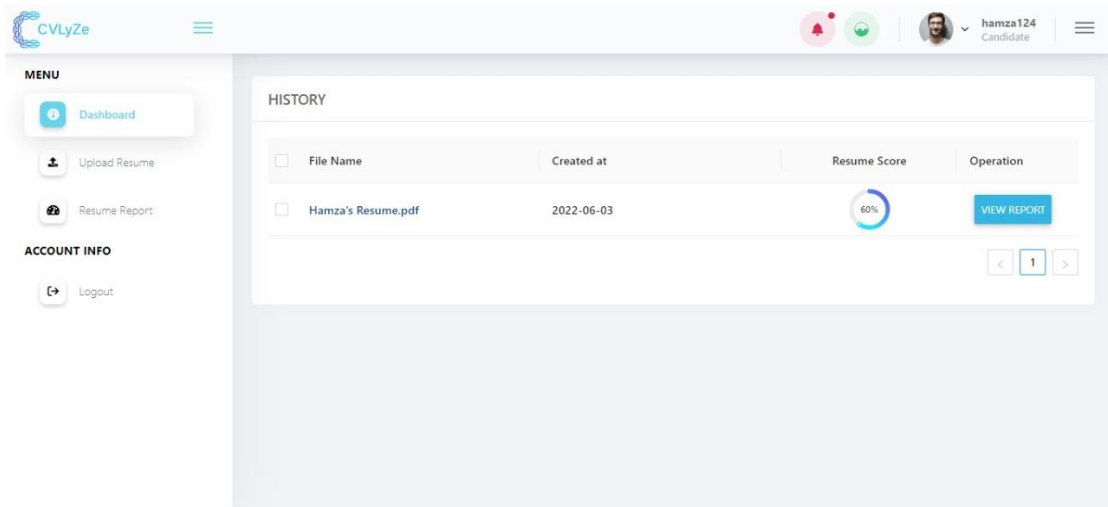 CVLyZe
hamza124
Candidate
MENU
Dashboard
Upload Resume
Resume Report
ACCOUNT INFO
Logout
HISTORY
File Name Created at Resume Score Operation
Hamza's Resume.pdf 2022-06-03 60% VIEW REPORT
< 1 >